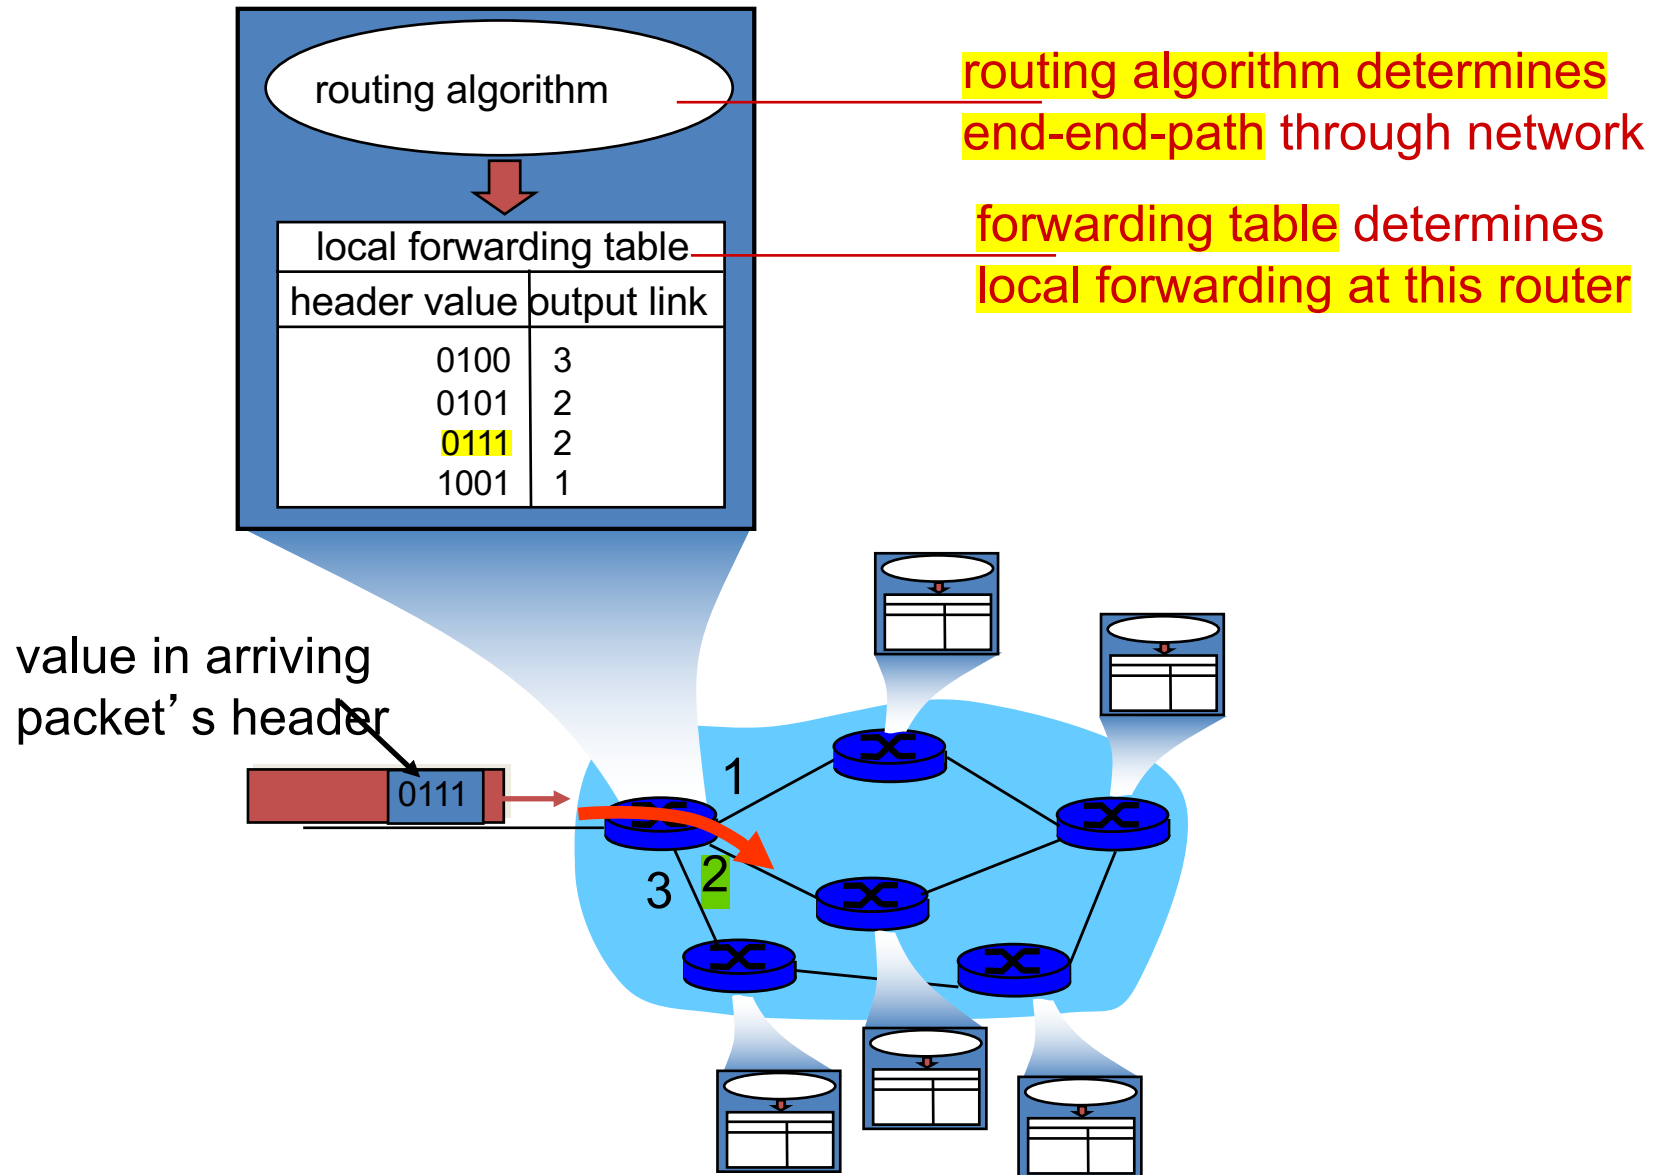 routing algorithm
routing algorithm determines
end-end-path through network
forwarding table determines
local forwarding at this router
local forwarding table
header value output link
0100 3
0101 2
0111 2
1001 1
value in arriving
packet’s header
0111
1
2
3